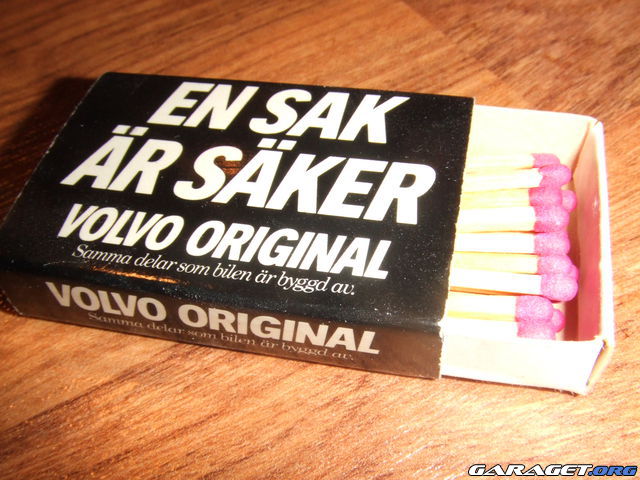 EN SAK
ÄR SÄKER
VOLVO ORIGINAL
Samma delar som bilen är byggd av.
VOLVO ORIGINAL
Samma delar som bilen är byggd av.
GARAGET.ORG